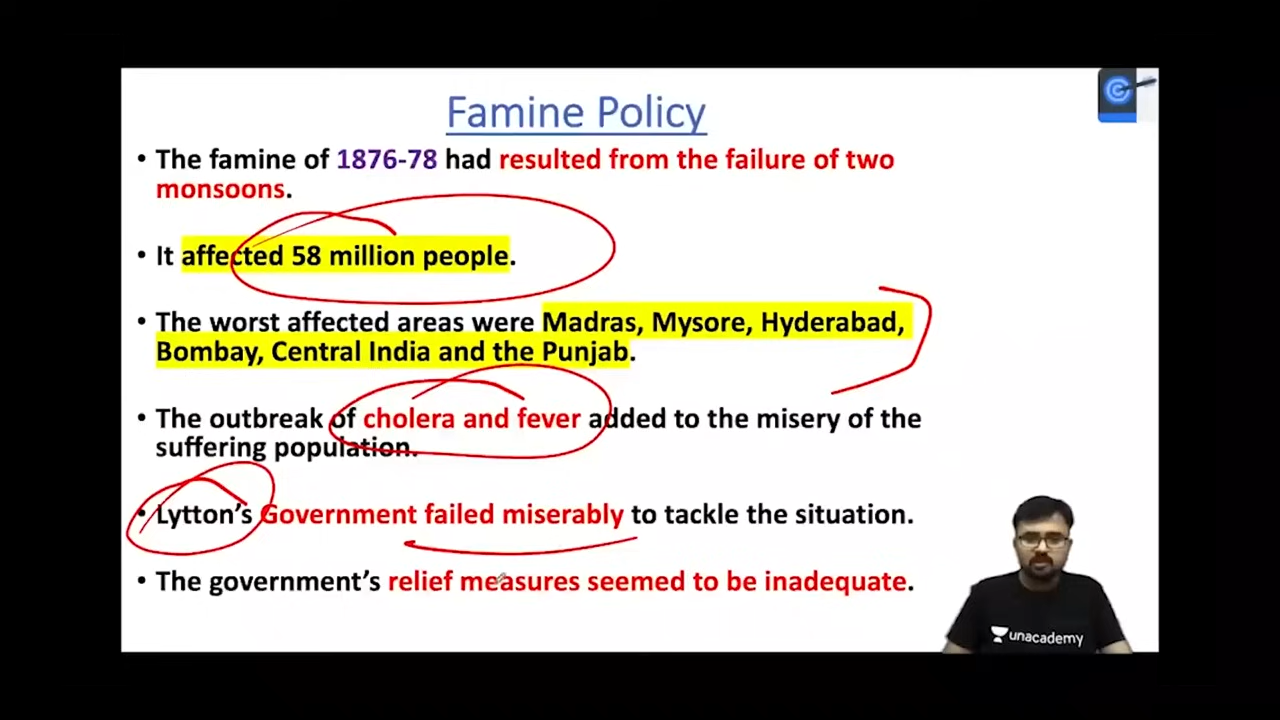 Famine Policy
• The famine of 1876-78 had resulted from the failure of two
monsoons.
• It affected 58 million people.
• The worst affected areas were Madras, Mysore, Hyderabad,
Bombay, Central India and the Punjab.
• The outbreak of cholera and fever added to the misery of the
suffering population.
• Lytton’s Government failed miserably to tackle the situation.
• The government’s relief measures seemed to be inadequate.
unacademy